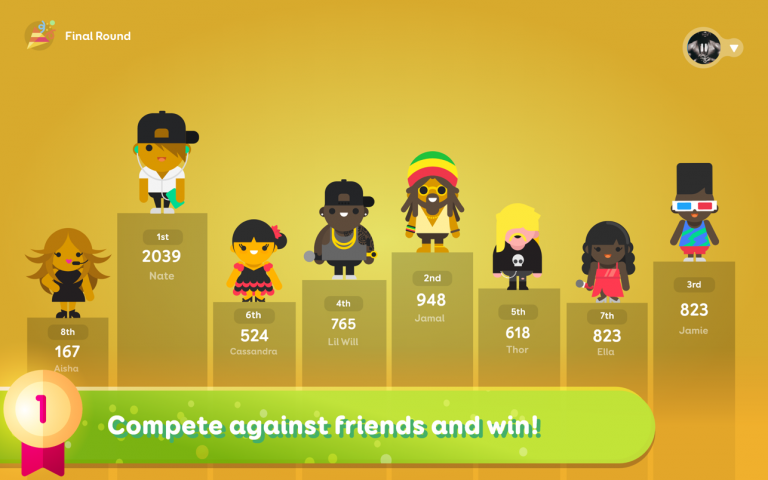 Final Round
1st
2039
Nate
2nd
948
Jamal
3rd
823
Jamie
4th
765
Lil Will
5th
618
Thor
6th
524
Cassandra
7th
823
Ella
8th
167
Aisha
1
Compete against friends and win!